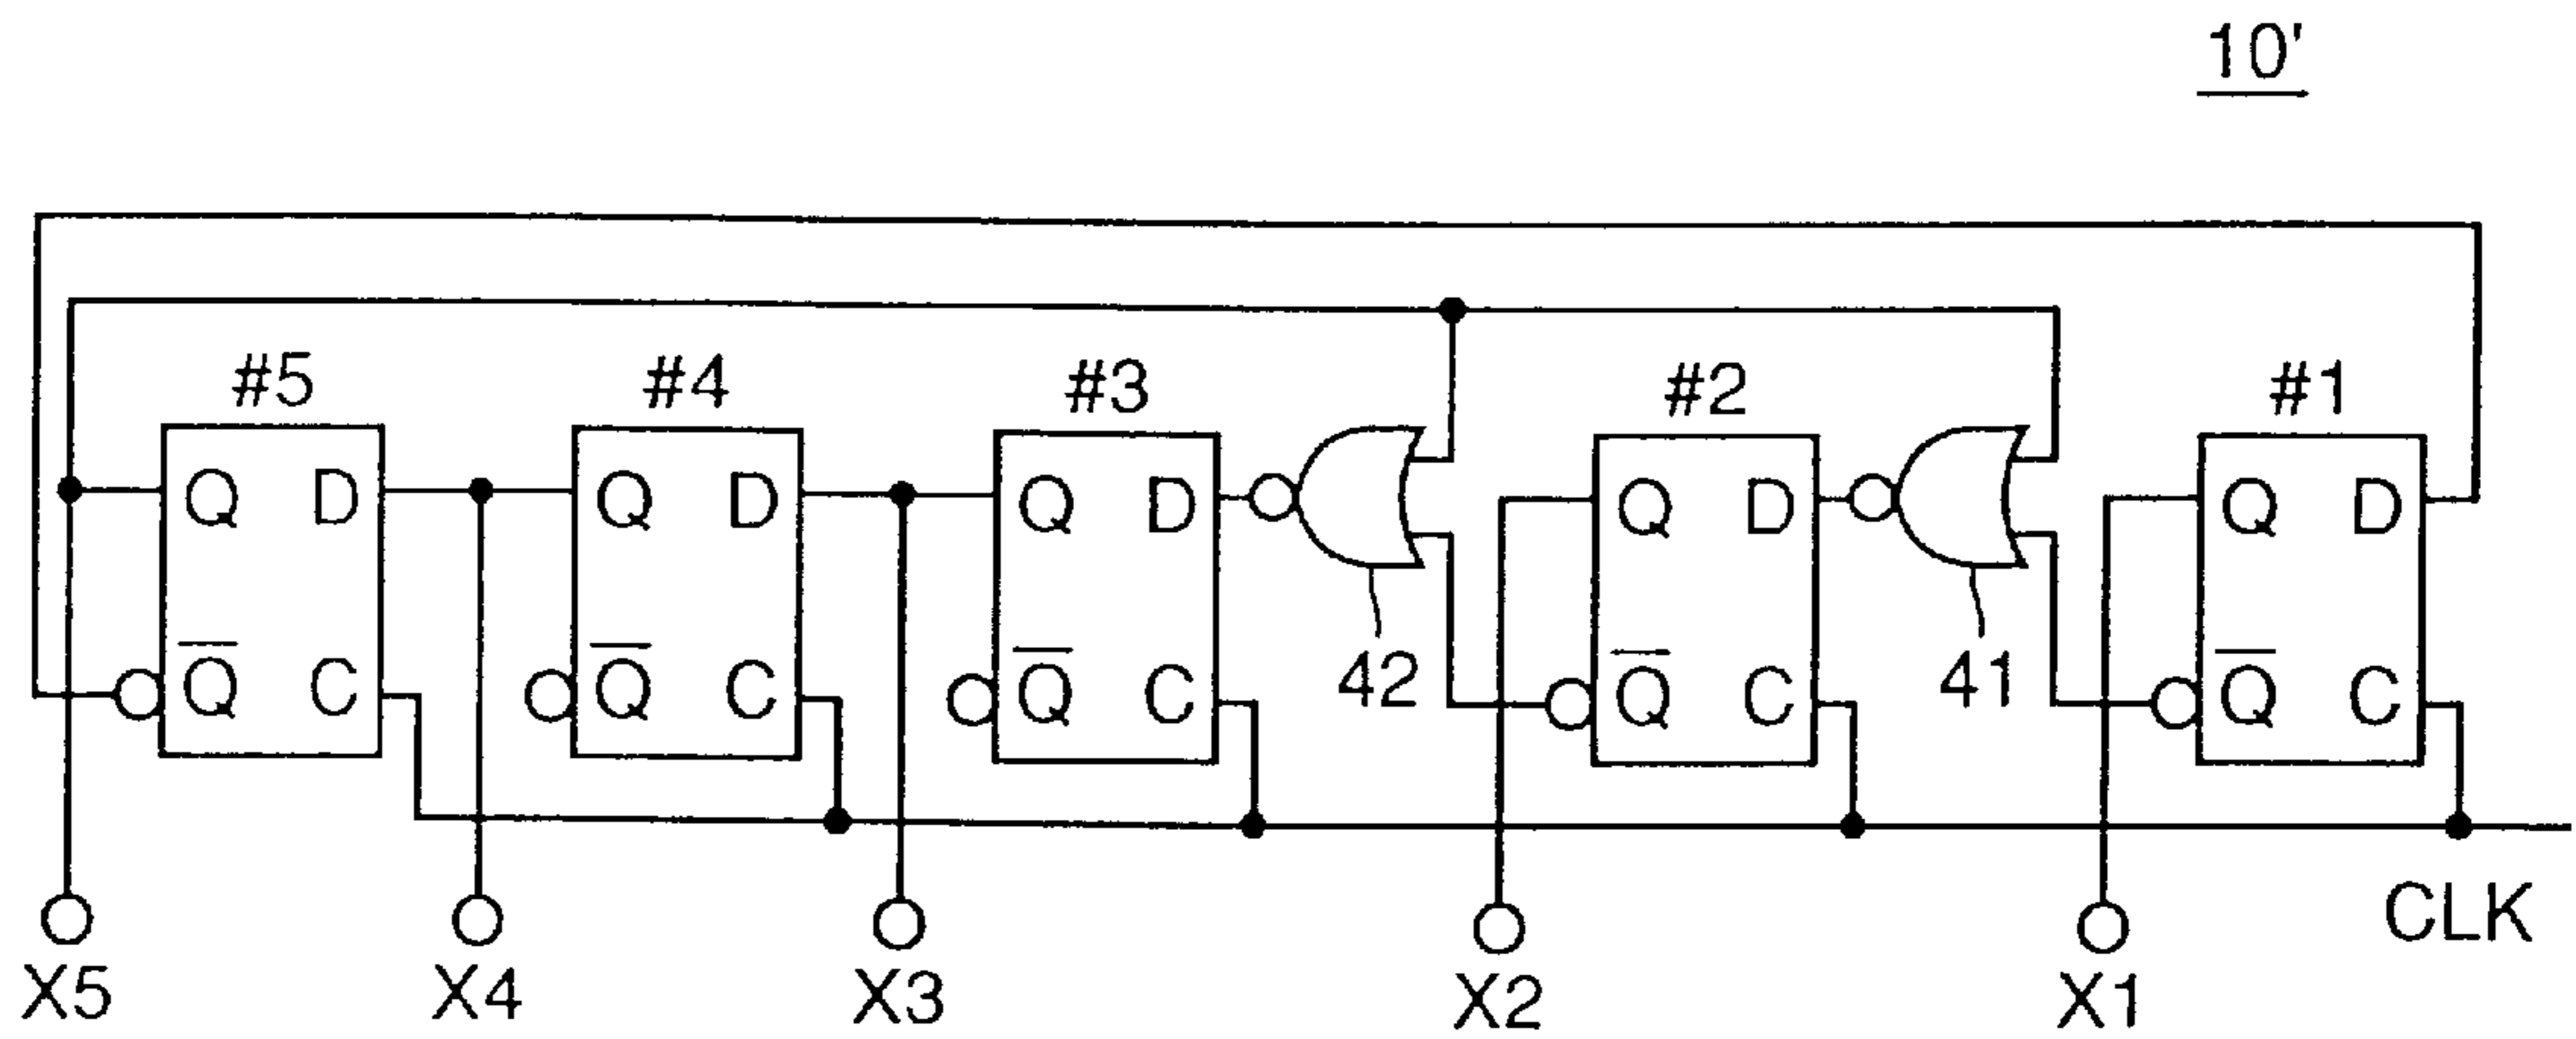 10'
#5 #4 #3 #2 #1
Q D Q D Q D Q D Q D
Q̅ C Q̅ C Q̅ C Q̅ C Q̅ C
42 41
CLK
X5 X4 X3 X2 X1